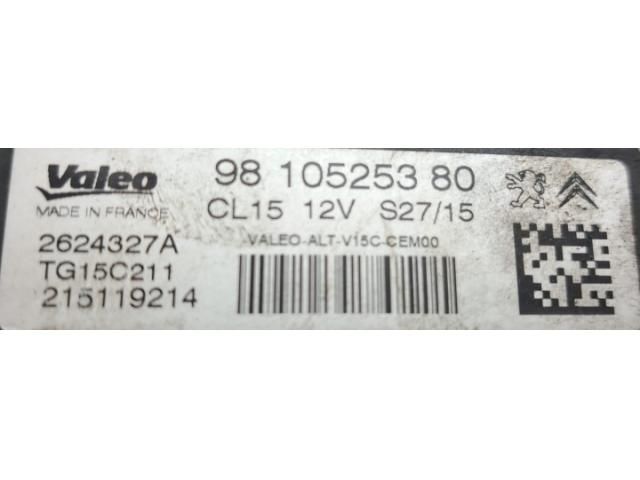 Valeo
MADE IN FRANCE
98 105253 80
CL15 12V S27/15
2624327A
TG15C211
215119214
VALEO-ALT-V15C-CEM00